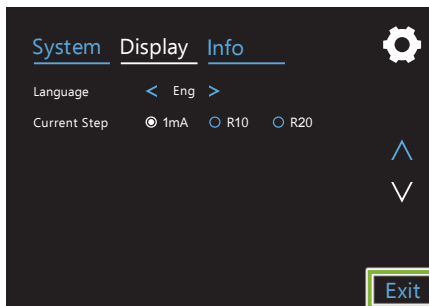 System Display Info
Language < Eng >
Current Step 1mA R10 R20
Exit